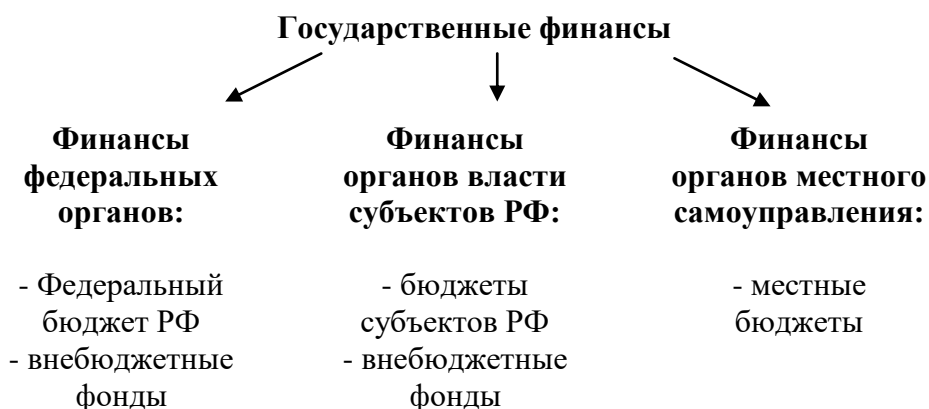 Государственные финансы
Финансы
федеральных
органов:
- Федеральный
бюджет РФ
- внебюджетные
фонды
Финансы
органов власти
субъектов РФ:
- бюджеты
субъектов РФ
- внебюджетные
фонды
Финансы
органов местного
самоуправления:
- местные
бюджеты